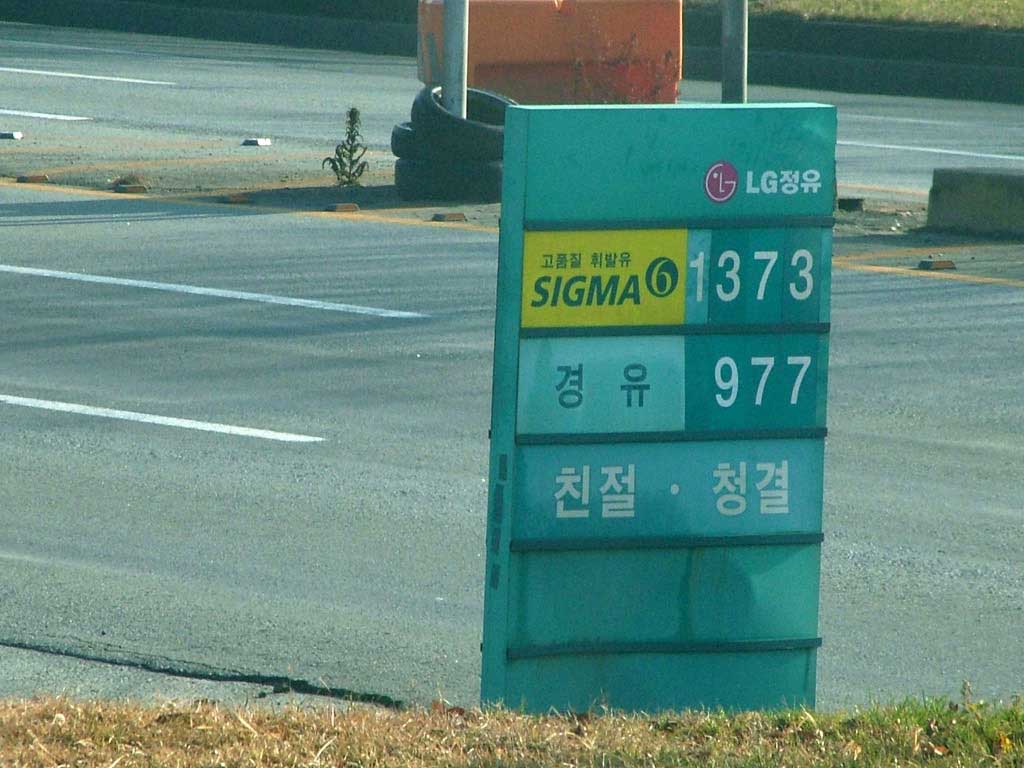 LG정유
고품질 휘발유
SIGMA 6 1373
경유 977
친절 · 청결